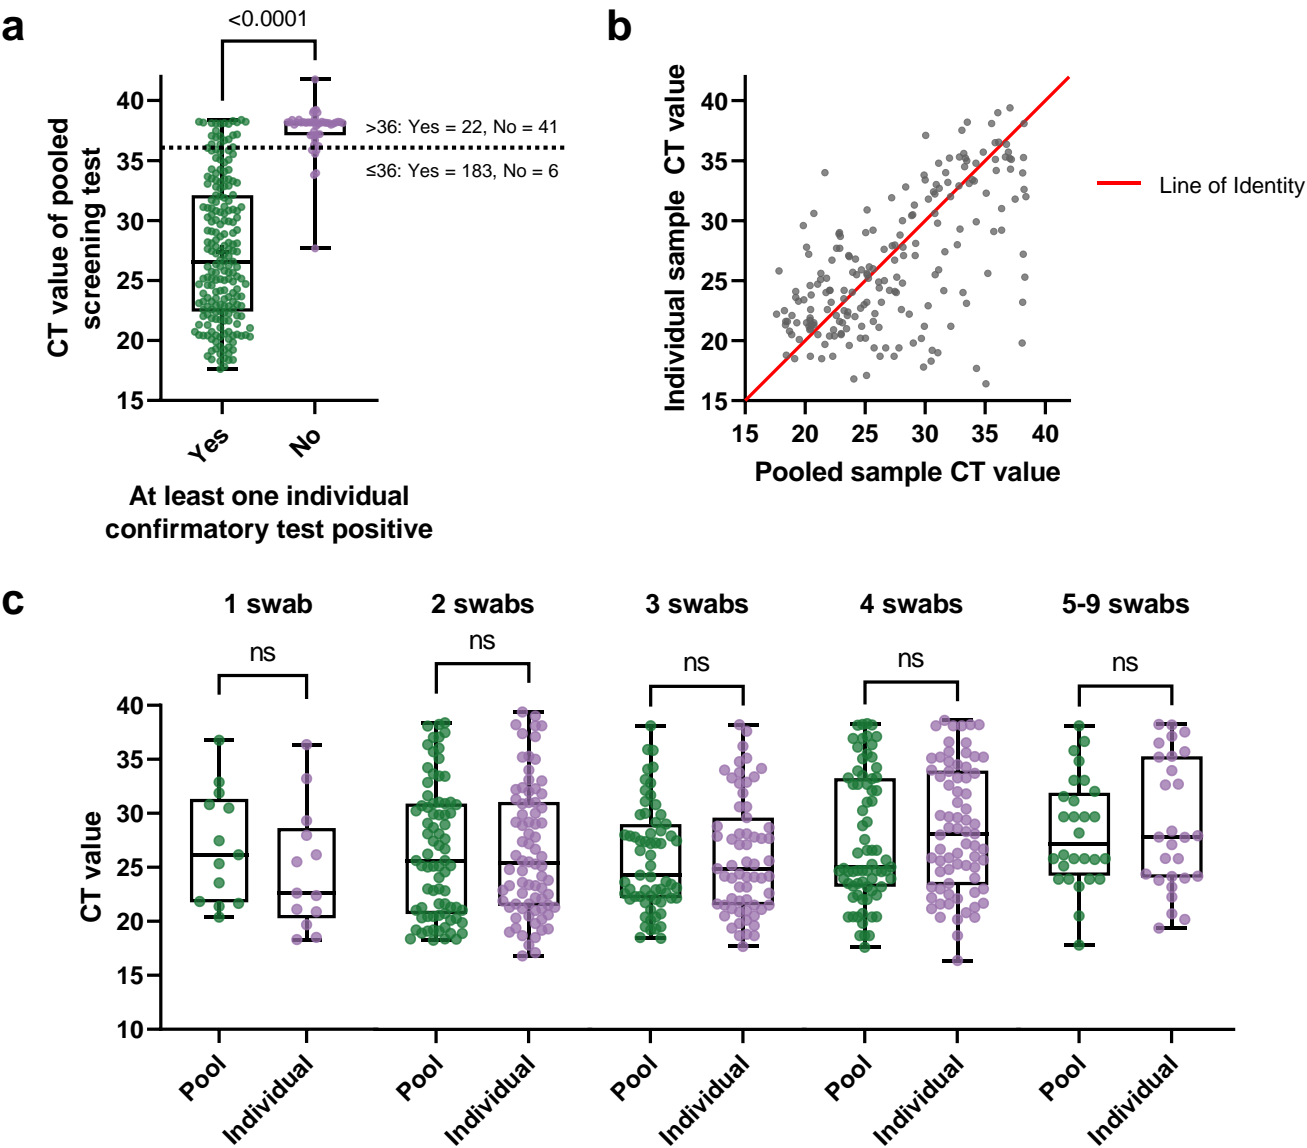 a
<0.0001
CT value of pooled
screening test
40
35
30
25
20
15
>36: Yes = 22, No = 41
≤36: Yes = 183, No = 6
Yes
No
At least one individual
confirmatory test positive
b
Individual sample CT value
40
35
30
25
20
15
15 20 25 30 35 40
Pooled sample CT value
Line of Identity
c
1 swab
2 swabs
3 swabs
4 swabs
5-9 swabs
ns
ns
ns
ns
ns
CT value
40
35
30
25
20
15
10
Pool
Individual
Pool
Individual
Pool
Individual
Pool
Individual
Pool
Individual